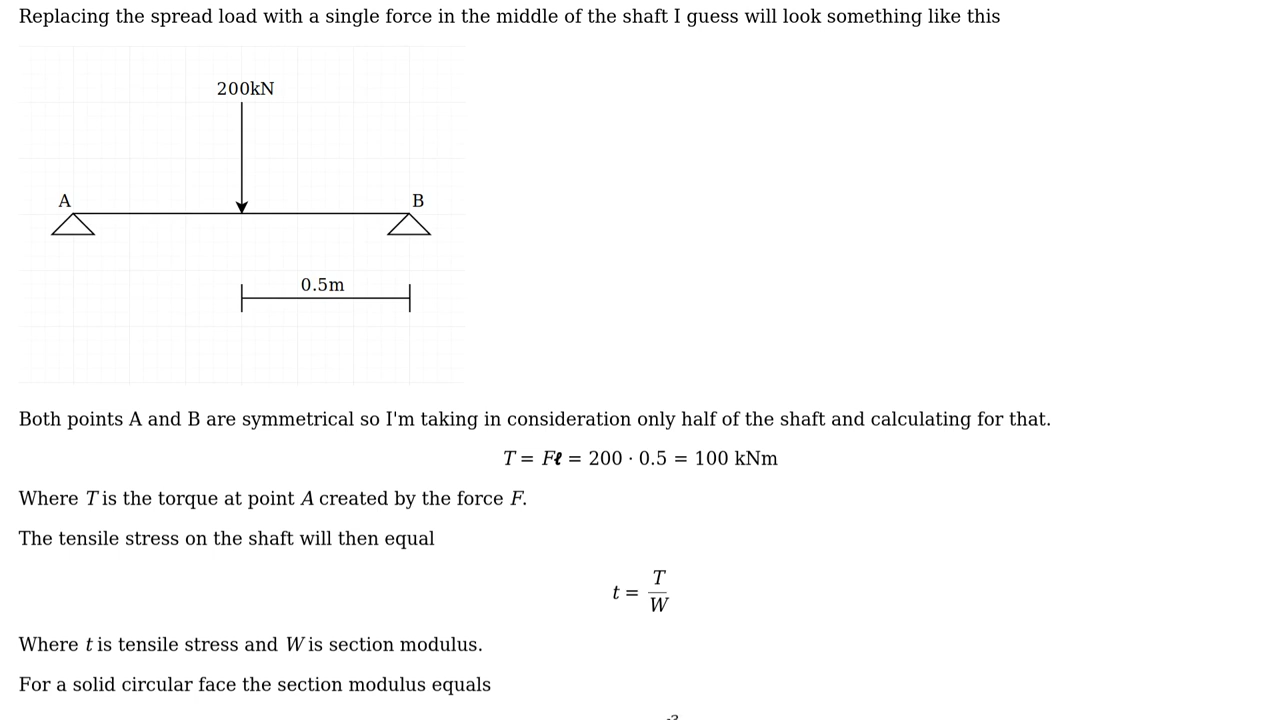 Replacing the spread load with a single force in the middle of the shaft I guess will look something like this
200kN
A
B
0.5m
Both points A and B are symmetrical so I'm taking in consideration only half of the shaft and calculating for that.
T = Fℓ = 200 · 0.5 = 100 kNm
Where T is the torque at point A created by the force F.
The tensile stress on the shaft will then equal
t = T/W
Where t is tensile stress and W is section modulus.
For a solid circular face the section modulus equals